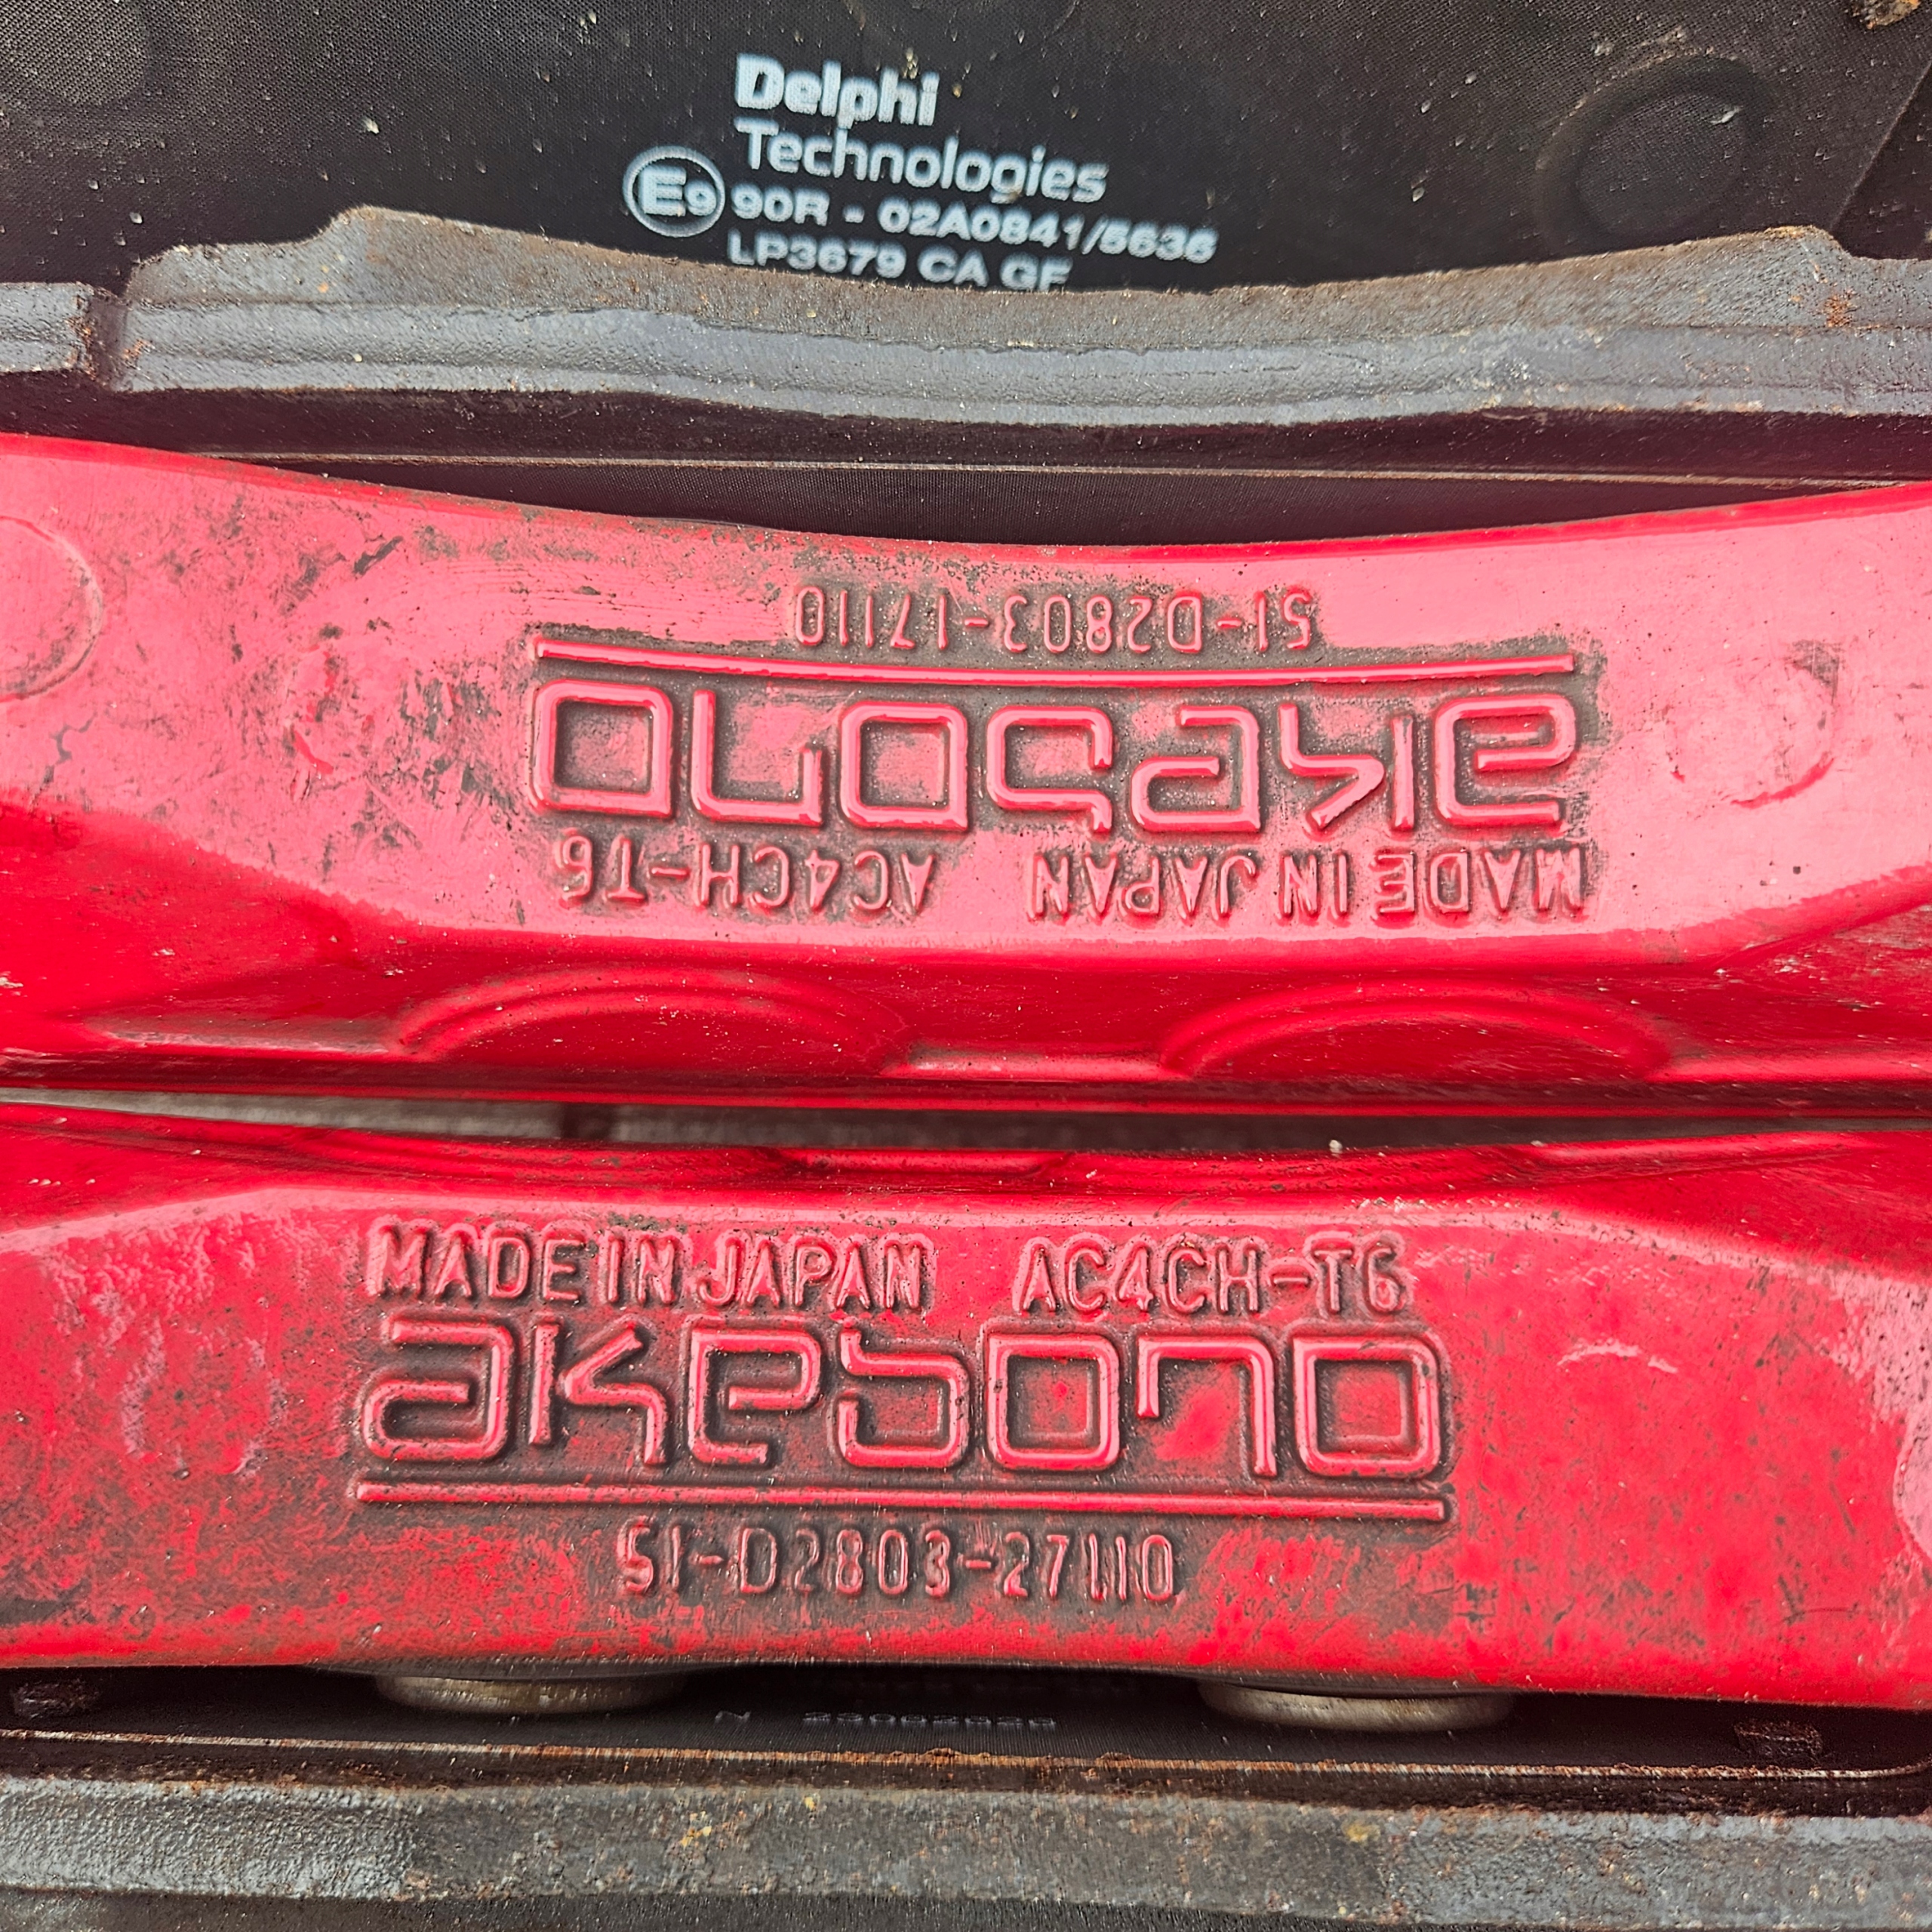 Delphi
Technologies
E9 90R - 02A0841/5636
LP3679 CA GF
51-D2803-17110
akebono
MADE IN JAPAN AC4CH-T6
MADE IN JAPAN AC4CH-T6
akebono
51-D2803-27110